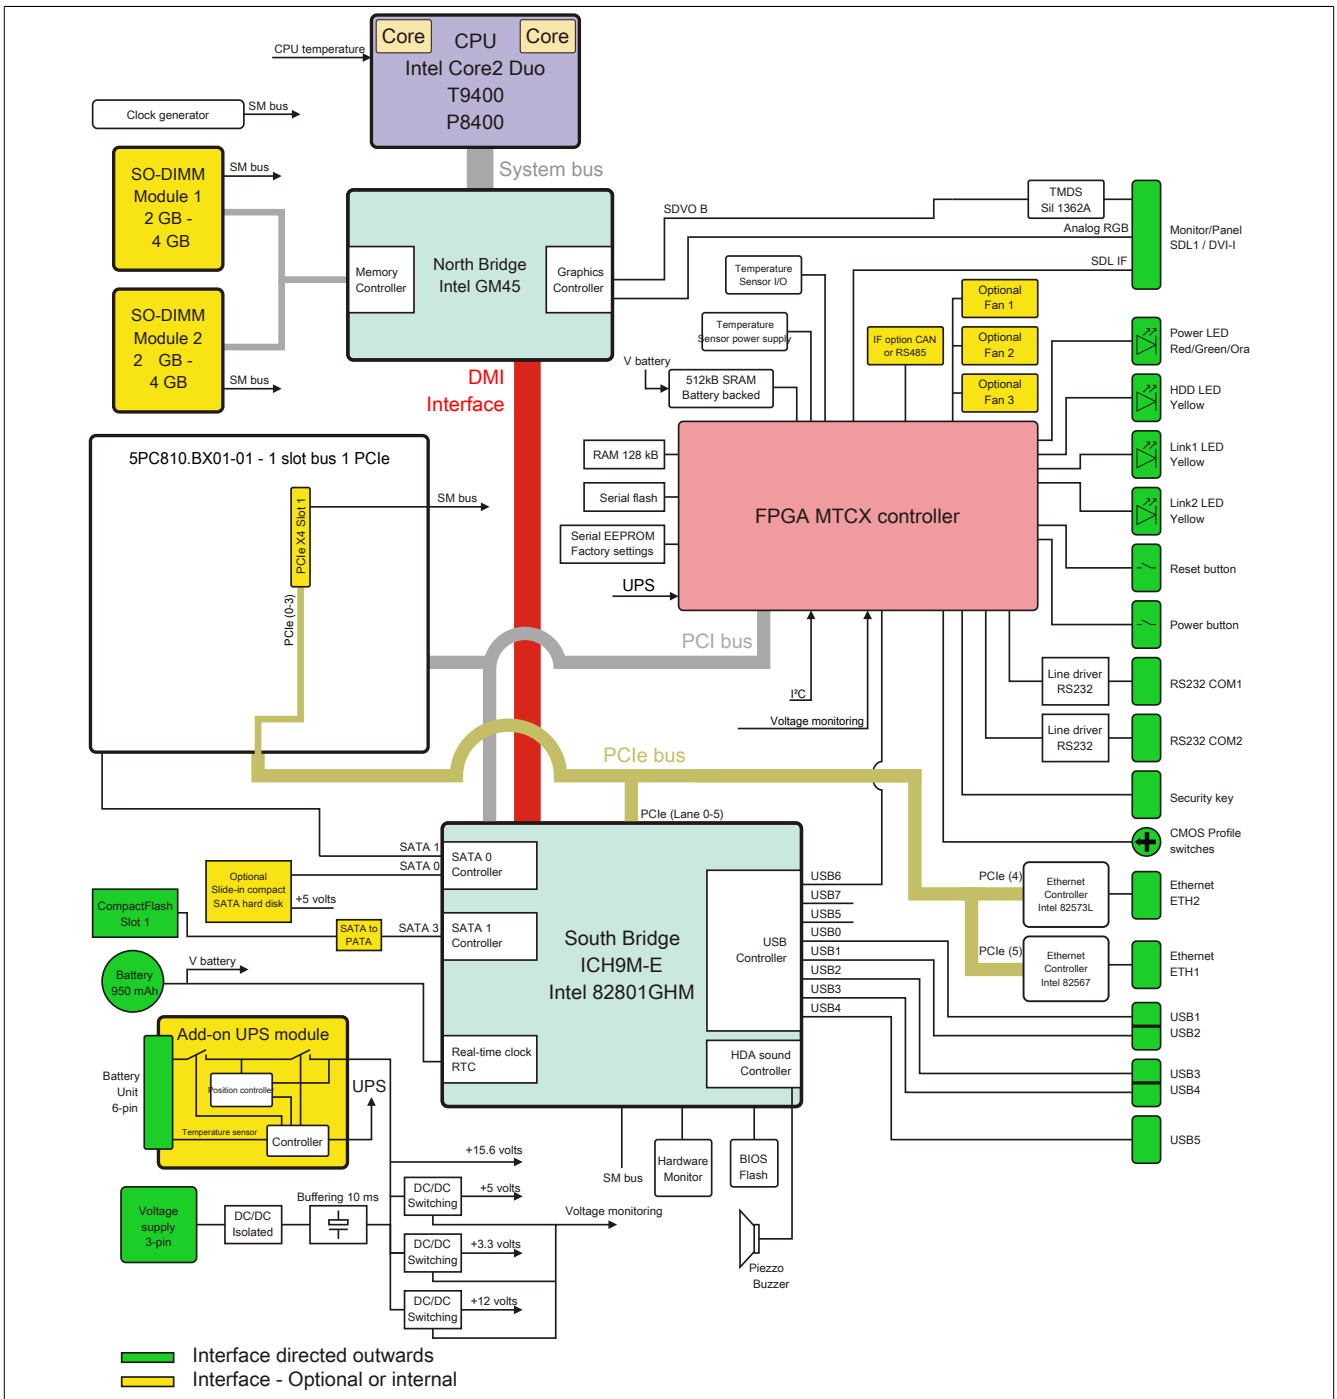 Core
CPU
Core
Intel Core2 Duo
T9400
P8400
CPU temperature
Clock generator
SM bus
System bus
SO-DIMM
Module 1
2 GB -
4 GB
SM bus
SO-DIMM
Module 2
2 GB -
4 GB
SM bus
Memory
Controller
North Bridge
Intel GM45
Graphics
Controller
SDVO B
TMDS
Sil 1362A
Analog RGB
SDL IF
Monitor/Panel
SDL1 / DVI-I
Temperature
Sensor I/O
Temperature
Sensor power supply
V battery
512kB SRAM
Battery backed
IF option CAN
or RS485
Optional
Fan 1
Optional
Fan 2
Optional
Fan 3
Power LED
Red/Green/Ora
HDD LED
Yellow
Link1 LED
Yellow
Link2 LED
Yellow
Reset button
Power button
DMI
Interface
5PC810.BX01-01 - 1 slot bus 1 PCIe
PCIe X4 Slot 1
SM bus
PCIe (0-3)
RAM 128 kB
Serial flash
Serial EEPROM
Factory settings
UPS
FPGA MTCX controller
PCI bus
I²C
Voltage monitoring
Line driver
RS232
RS232 COM1
Line driver
RS232
RS232 COM2
Security key
CMOS Profile
switches
PCIe bus
PCIe (Lane 0-5)
PCIe (4)
Ethernet
Controller
Intel 82573L
Ethernet
ETH2
PCIe (5)
Ethernet
Controller
Intel 82567
Ethernet
ETH1
SATA 1
SATA 0
SATA 0
Controller
Optional
Slide-in compact
SATA hard disk
+5 volts
CompactFlash
Slot 1
SATA to
PATA
SATA 3
SATA 1
Controller
Battery
950 mAh
V battery
South Bridge
ICH9M-E
Intel 82801GHM
USB
Controller
USB6
USB7
USB5
USB0
USB1
USB2
USB3
USB4
USB1
USB2
USB3
USB4
USB5
Real-time clock
RTC
HDA sound
Controller
Add-on UPS module
Battery
Unit
6-pin
Position controller
Temperature sensor
Controller
UPS
SM bus
Hardware
Monitor
BIOS
Flash
Piezzo
Buzzer
Voltage
supply
3-pin
DC/DC
Isolated
Buffering 10 ms
+15.6 volts
DC/DC
Switching
+5 volts
Voltage monitoring
DC/DC
Switching
+3.3 volts
DC/DC
Switching
+12 volts
Interface directed outwards
Interface - Optional or internal